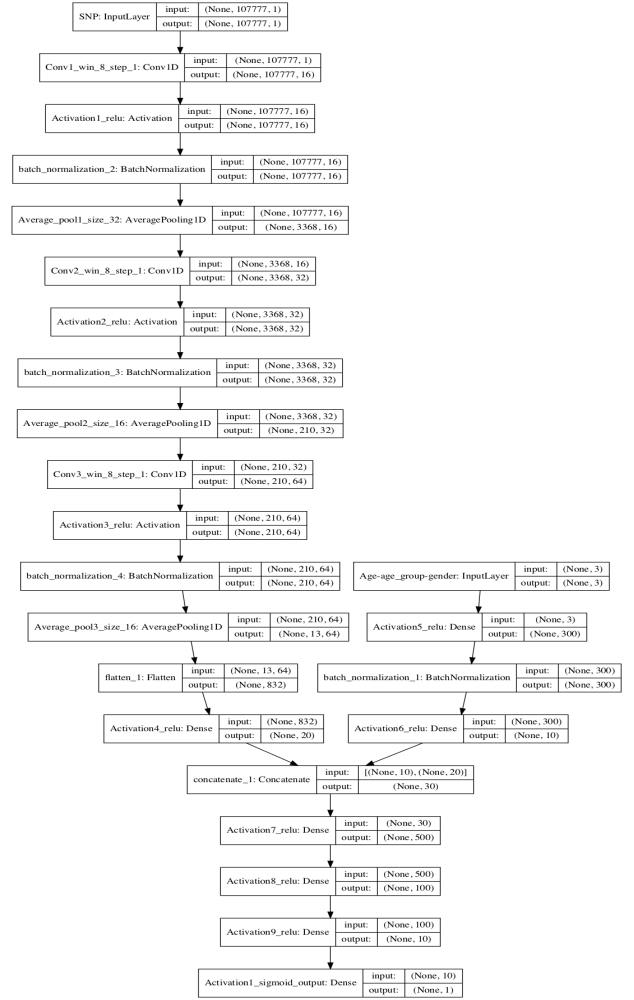 SNP: InputLayer
input: (None, 107777, 1)
output: (None, 107777, 1)
Conv1_win_8_step_1: Conv1D
input: (None, 107777, 1)
output: (None, 107777, 16)
Activation1_relu: Activation
input: (None, 107777, 16)
output: (None, 107777, 16)
batch_normalization_2: BatchNormalization
input: (None, 107777, 16)
output: (None, 107777, 16)
Average_pool1_size_32: AveragePooling1D
input: (None, 107777, 16)
output: (None, 3368, 16)
Conv2_win_8_step_1: Conv1D
input: (None, 3368, 16)
output: (None, 3368, 32)
Activation2_relu: Activation
input: (None, 3368, 32)
output: (None, 3368, 32)
batch_normalization_3: BatchNormalization
input: (None, 3368, 32)
output: (None, 3368, 32)
Average_pool2_size_16: AveragePooling1D
input: (None, 3368, 32)
output: (None, 210, 32)
Conv3_win_8_step_1: Conv1D
input: (None, 210, 32)
output: (None, 210, 64)
Activation3_relu: Activation
input: (None, 210, 64)
output: (None, 210, 64)
batch_normalization_4: BatchNormalization
input: (None, 210, 64)
output: (None, 210, 64)
Age-age_group-gender: InputLayer
input: (None, 3)
output: (None, 3)
Average_pool3_size_16: AveragePooling1D
input: (None, 210, 64)
output: (None, 13, 64)
Activation5_relu: Dense
input: (None, 3)
output: (None, 300)
flatten_1: Flatten
input: (None, 13, 64)
output: (None, 832)
batch_normalization_1: BatchNormalization
input: (None, 300)
output: (None, 300)
Activation4_relu: Dense
input: (None, 832)
output: (None, 20)
Activation6_relu: Dense
input: (None, 300)
output: (None, 10)
concatenate_1: Concatenate
input: [(None, 10), (None, 20)]
output: (None, 30)
Activation7_relu: Dense
input: (None, 30)
output: (None, 500)
Activation8_relu: Dense
input: (None, 500)
output: (None, 100)
Activation9_relu: Dense
input: (None, 100)
output: (None, 10)
Activation1_sigmoid_output: Dense
input: (None, 10)
output: (None, 1)